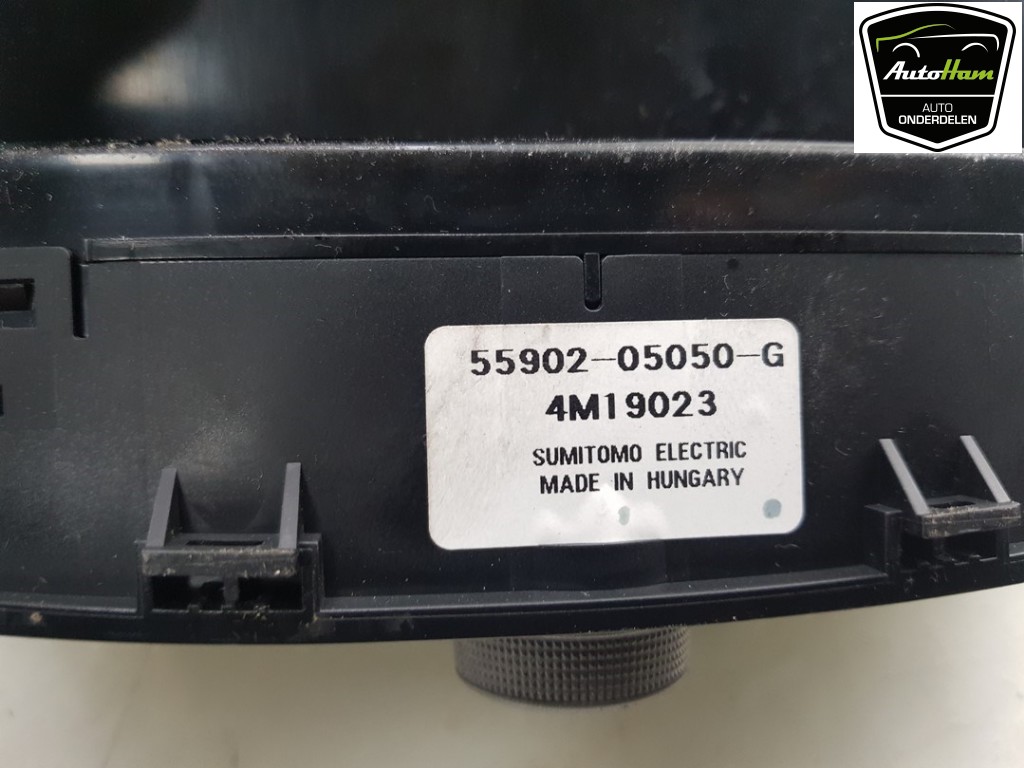 AutoHam
AUTO
ONDERDELEN
55902-05050-G
4M19023
SUMITOMO ELECTRIC
MADE IN HUNGARY